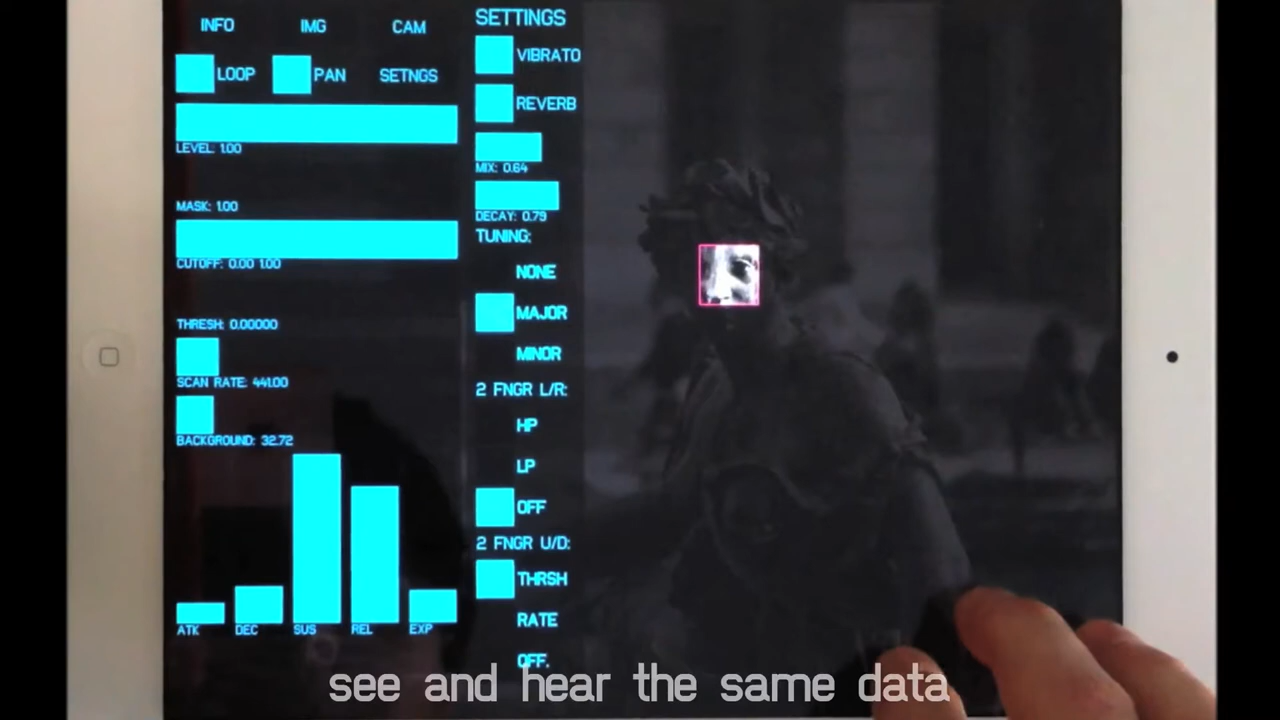 INFO IMG CAM
LOOP PAN SETNGS
LEVEL: 1.00
MASK: 1.00
CUTOFF: 0.00 1.00
THRESH: 0.00000
SCAN RATE: 441.00
BACKGROUND: 32.72
ATK DEC SUS REL EXP
SETTINGS
VIBRATO
REVERB
MIX: 0.64
DECAY: 0.79
TUNING:
NONE
MAJOR
MINOR
2 FNGR L/R:
HP
LP
OFF
2 FNGR U/D:
THRSH
RATE
OFF.
see and hear the same data